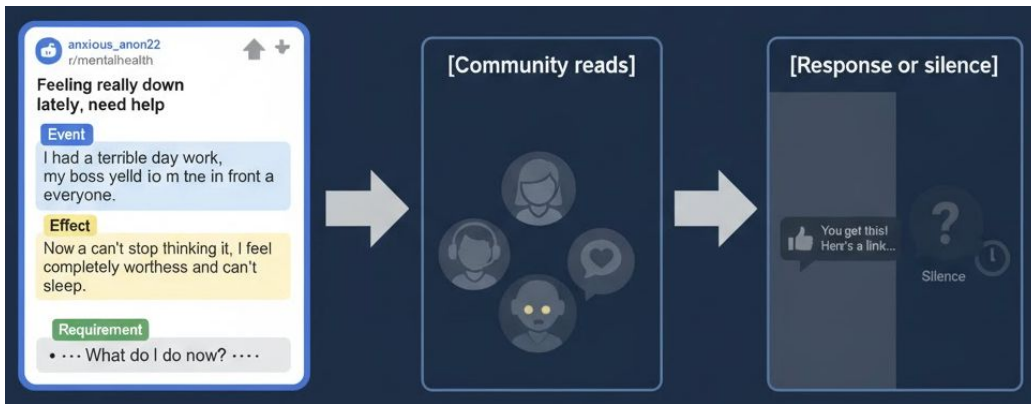 anxious_anon22
r/mentalhealth
Feeling really down
lately, need help
Event
I had a terrible day work,
my boss yelld io m tne in front a
everyone.
Effect
Now a can't stop thinking it, I feel
completely worthess and can't
sleep.
Requirement
• ··· What do I do now? ····
[Community reads]
[Response or silence]
You get this!
Herr's a link...
?
Silence